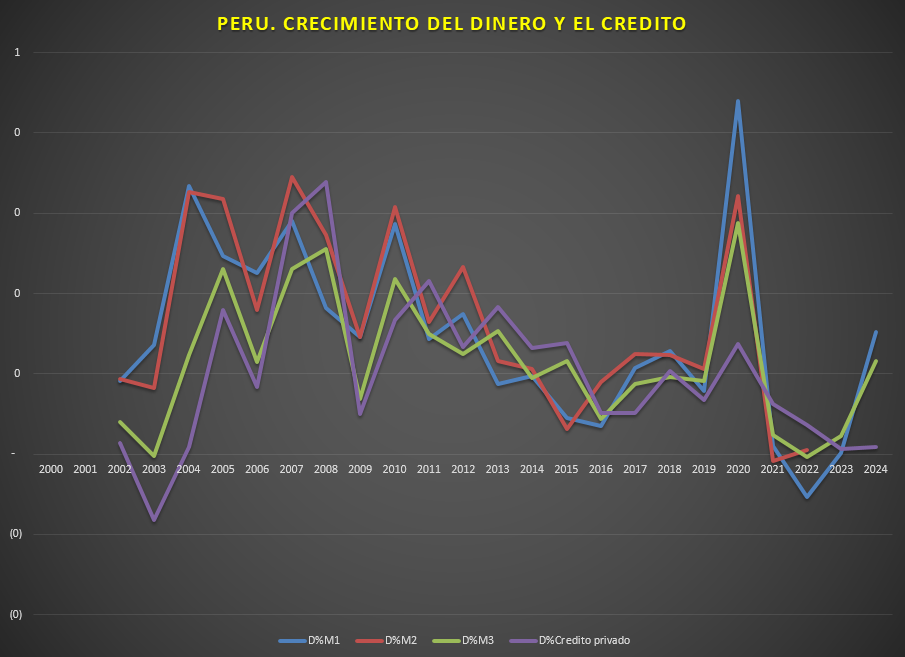 PERU. CRECIMIENTO DEL DINERO Y EL CREDITO
1
0
0
0
0
-
2000 2001 2002 2003 2004 2005 2006 2007 2008 2009 2010 2011 2012 2013 2014 2015 2016 2017 2018 2019 2020 2021 2022 2023 2024
(0)
(0)
D%M1 D%M2 D%M3 D%Credito privado